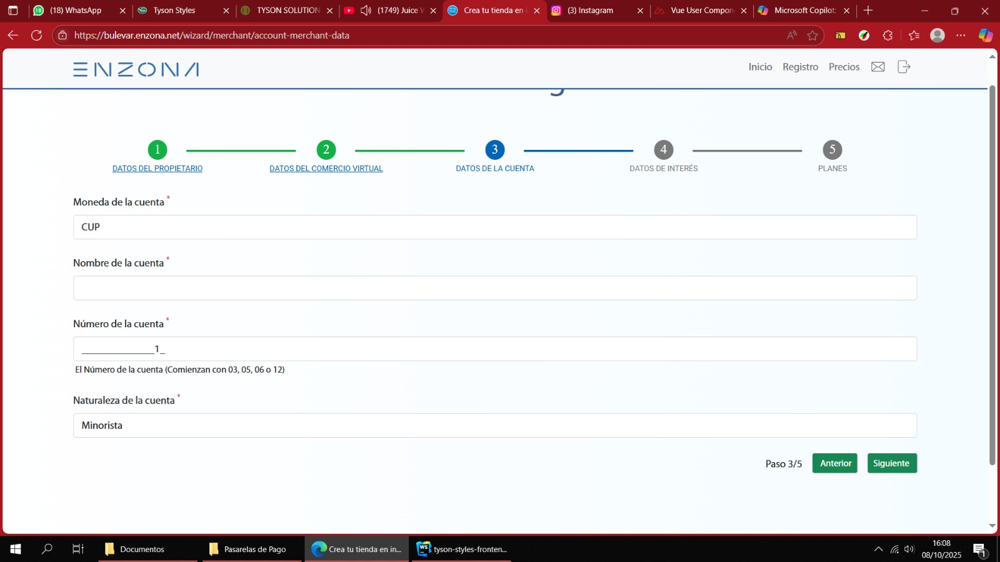 (18) WhatsApp
Tyson Styles
TYSON SOLUTION
(1749) Juice
Crea tu tienda en
(3) Instagram
Vue User Compon
Microsoft Copilot:
https://bulevar.enzona.net/wizard/merchant/account-merchant-data
ENZONA
Inicio Registro Precios
1 2 3 4 5
DATOS DEL PROPIETARIO
DATOS DEL COMERCIO VIRTUAL
DATOS DE LA CUENTA
DATOS DE INTERÉS
PLANES
Moneda de la cuenta *
CUP
Nombre de la cuenta *
Número de la cuenta *
______________1_
El Número de la cuenta (Comienzan con 03, 05, 06 o 12)
Naturaleza de la cuenta *
Minorista
Paso 3/5 Anterior Siguiente
Documentos
Pasarelas de Pago
Crea tu tienda en in...
tyson-styles-fronten...
16:08
08/10/2025
1